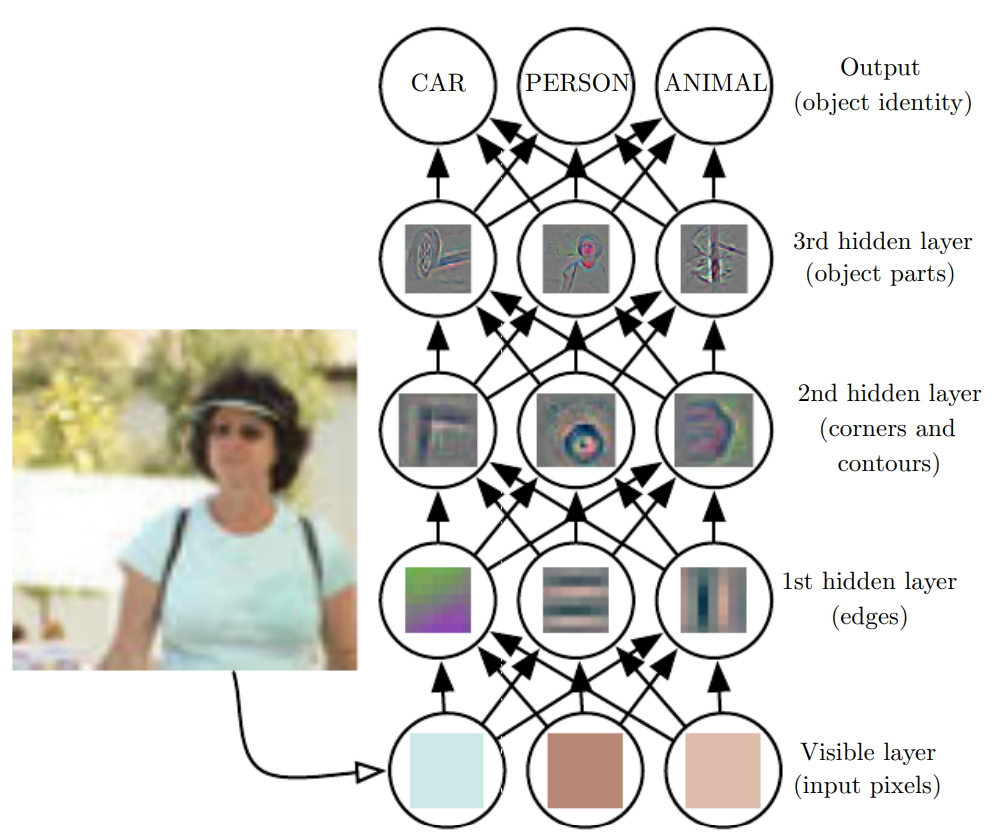 CAR
PERSON
ANIMAL
Output
(object identity)
3rd hidden layer
(object parts)
2nd hidden layer
(corners and
contours)
1st hidden layer
(edges)
Visible layer
(input pixels)